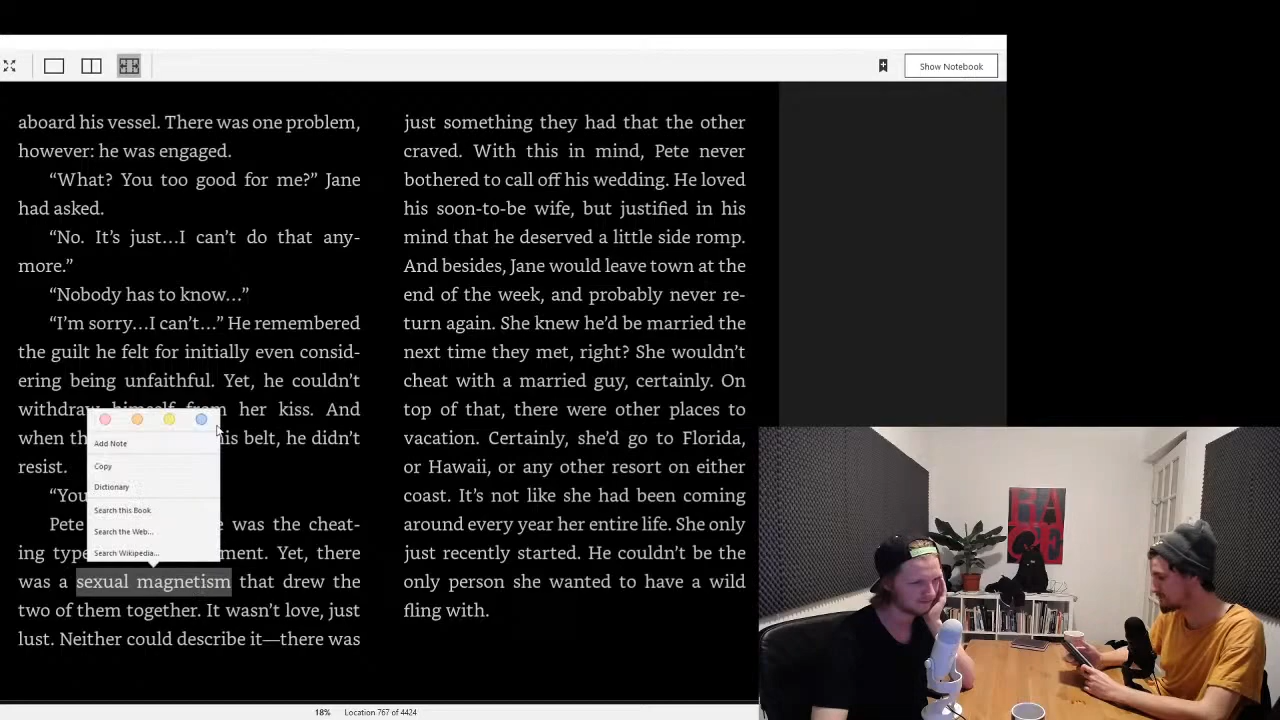 Show Notebook
aboard his vessel. There was one problem,
however: he was engaged.
“What? You too good for me?” Jane
had asked.
“No. It’s just…I can’t do that any-
more.”
“Nobody has to know…”
“I’m sorry…I can’t…” He remembered
the guilt he felt for initially even consid-
ering being unfaithful. Yet, he couldn’t
withdraw himself from her kiss. And
when th his belt, he didn’t
resist.
“You
Pete was the cheat-
ing type ment. Yet, there
was a sexual magnetism that drew the
two of them together. It wasn’t love, just
lust. Neither could describe it—there was
Add Note
Copy
Dictionary
Search this Book
Search the Web...
Search Wikipedia...
just something they had that the other
craved. With this in mind, Pete never
bothered to call off his wedding. He loved
his soon-to-be wife, but justified in his
mind that he deserved a little side romp.
And besides, Jane would leave town at the
end of the week, and probably never re-
turn again. She knew he’d be married the
next time they met, right? She wouldn’t
cheat with a married guy, certainly. On
top of that, there were other places to
vacation. Certainly, she’d go to Florida,
or Hawaii, or any other resort on either
coast. It’s not like she had been coming
around every year her entire life. She only
just recently started. He couldn’t be the
only person she wanted to have a wild
fling with.
RAGE
18% Location 767 of 4424